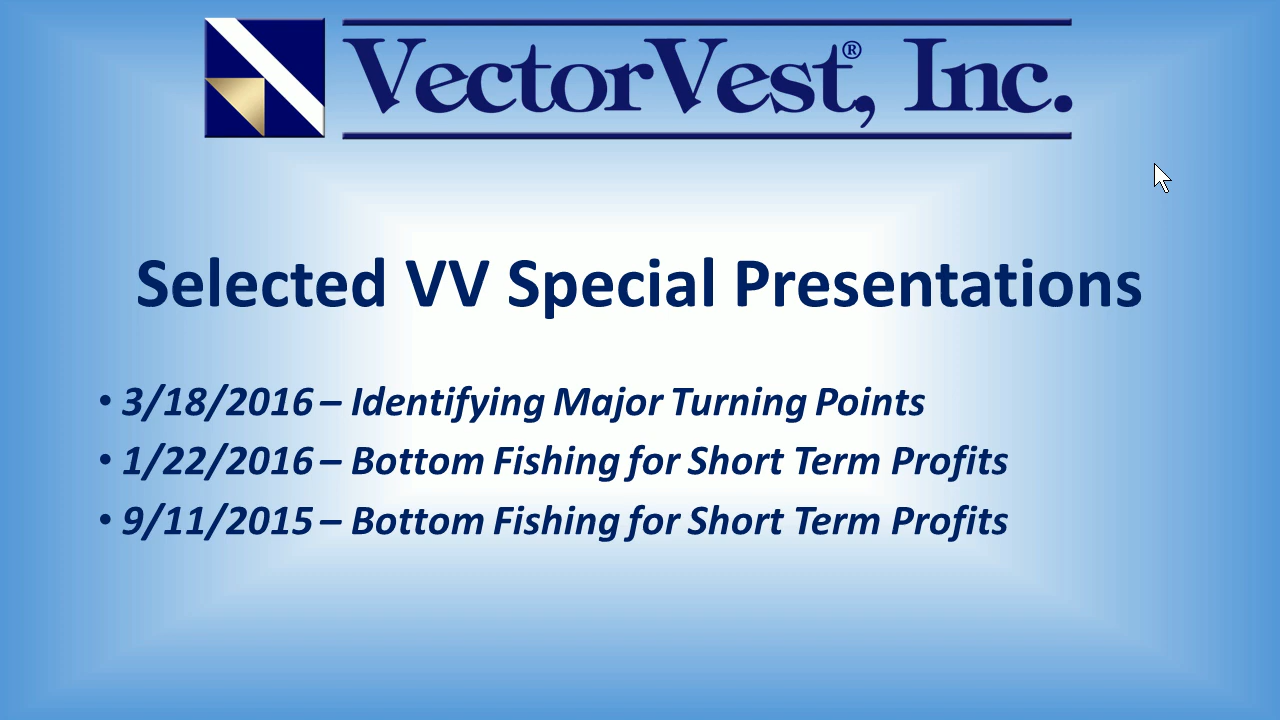 VectorVest®, Inc.
Selected VV Special Presentations
• 3/18/2016 – Identifying Major Turning Points
• 1/22/2016 – Bottom Fishing for Short Term Profits
• 9/11/2015 – Bottom Fishing for Short Term Profits